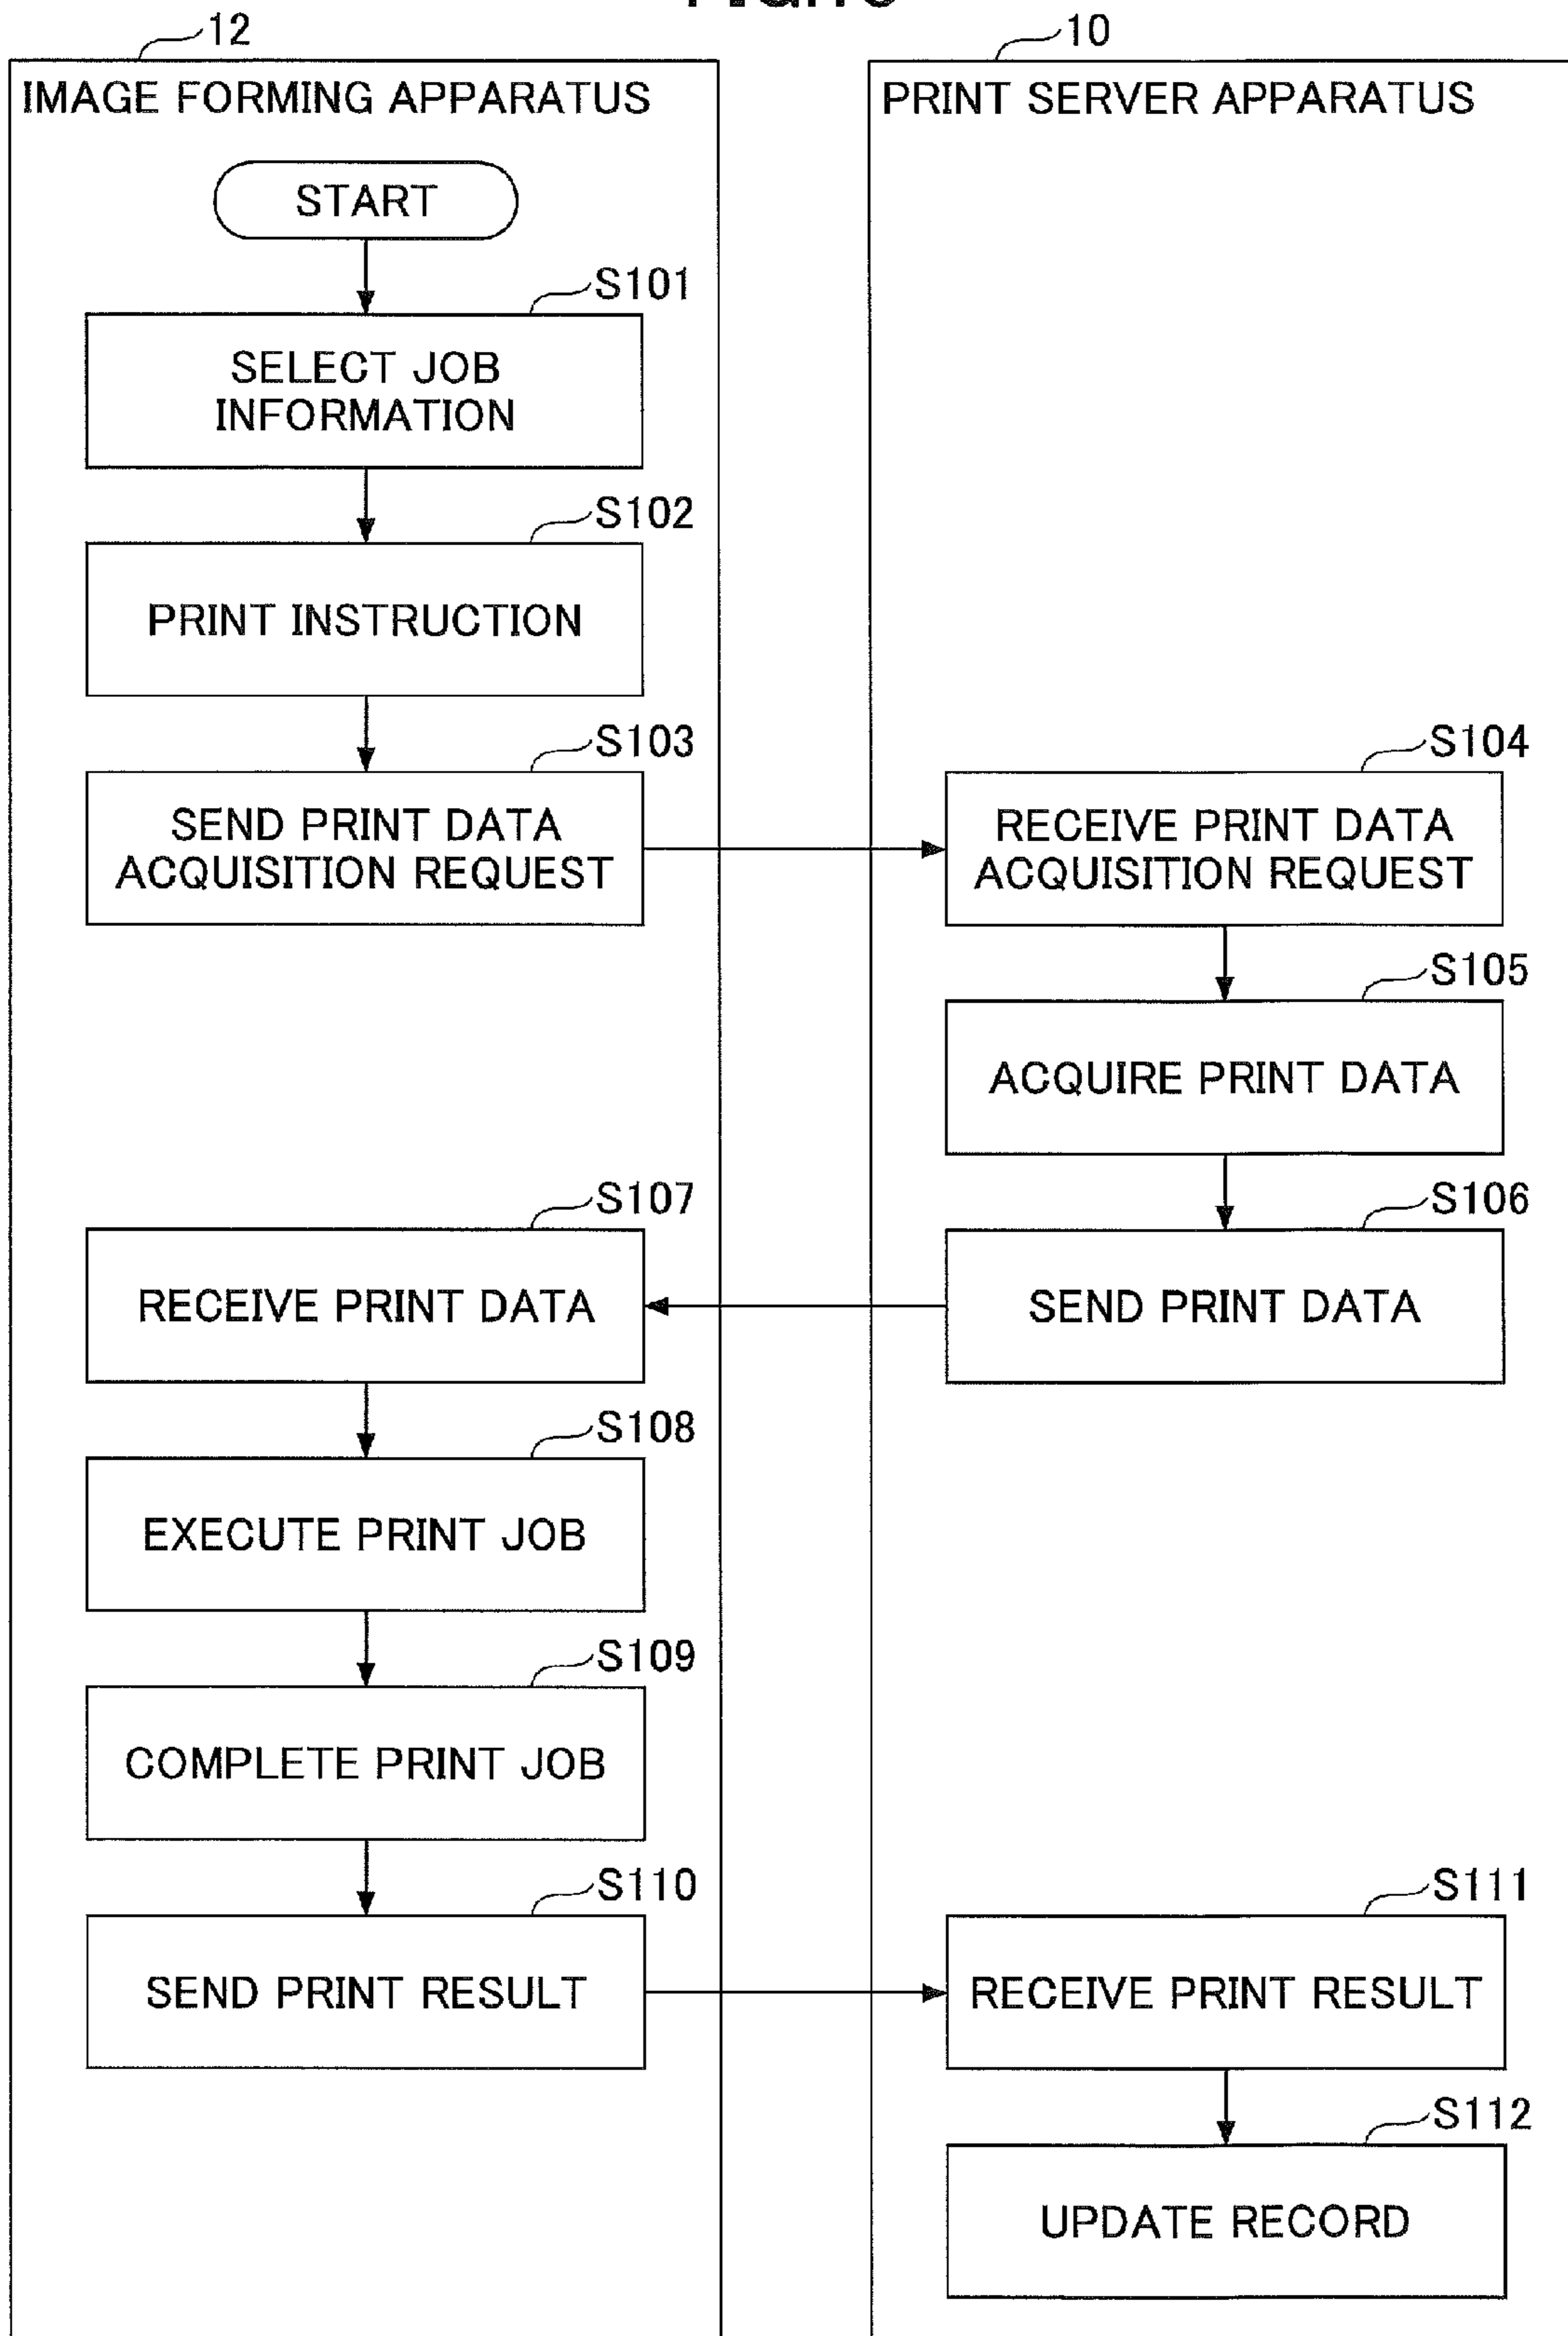 12
10
IMAGE FORMING APPARATUS
PRINT SERVER APPARATUS
START
S101
SELECT JOB
INFORMATION
S102
PRINT INSTRUCTION
S103
SEND PRINT DATA
ACQUISITION REQUEST
S104
RECEIVE PRINT DATA
ACQUISITION REQUEST
S105
ACQUIRE PRINT DATA
S106
SEND PRINT DATA
S107
RECEIVE PRINT DATA
S108
EXECUTE PRINT JOB
S109
COMPLETE PRINT JOB
S110
SEND PRINT RESULT
S111
RECEIVE PRINT RESULT
S112
UPDATE RECORD